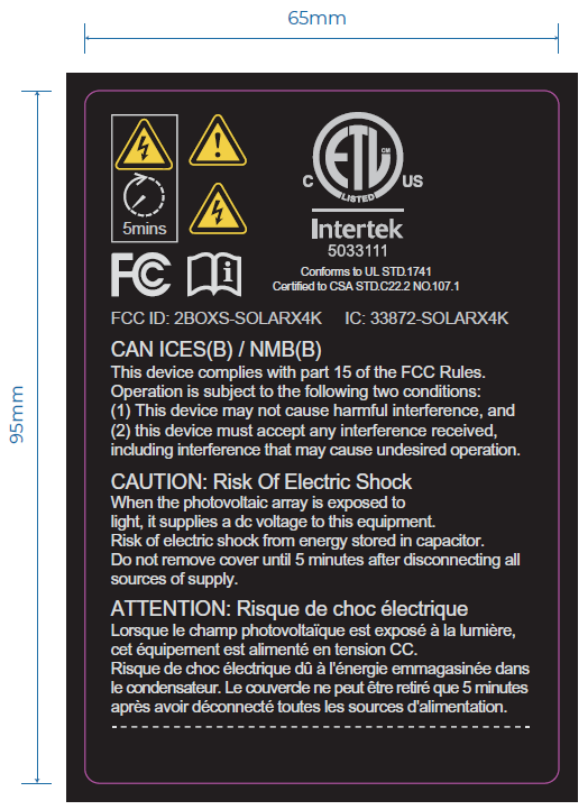 65mm
95mm
5mins
ETL
CM
C
US
LISTED
Intertek
5033111
Conforms to UL STD.1741
Certified to CSA STD.C22.2 NO.107.1
FC
i
FCC ID: 2BOXS-SOLARX4K IC: 33872-SOLARX4K
CAN ICES(B) / NMB(B)
This device complies with part 15 of the FCC Rules.
Operation is subject to the following two conditions:
(1) This device may not cause harmful interference, and
(2) this device must accept any interference received,
including interference that may cause undesired operation.
CAUTION: Risk Of Electric Shock
When the photovoltaic array is exposed to
light, it supplies a dc voltage to this equipment.
Risk of electric shock from energy stored in capacitor.
Do not remove cover until 5 minutes after disconnecting all
sources of supply.
ATTENTION: Risque de choc électrique
Lorsque le champ photovoltaïque est exposé à la lumière,
cet équipement est alimenté en tension CC.
Risque de choc électrique dû à l'énergie emmagasinée dans
le condensateur. Le couvercle ne peut être retiré que 5 minutes
après avoir déconnecté toutes les sources d'alimentation.